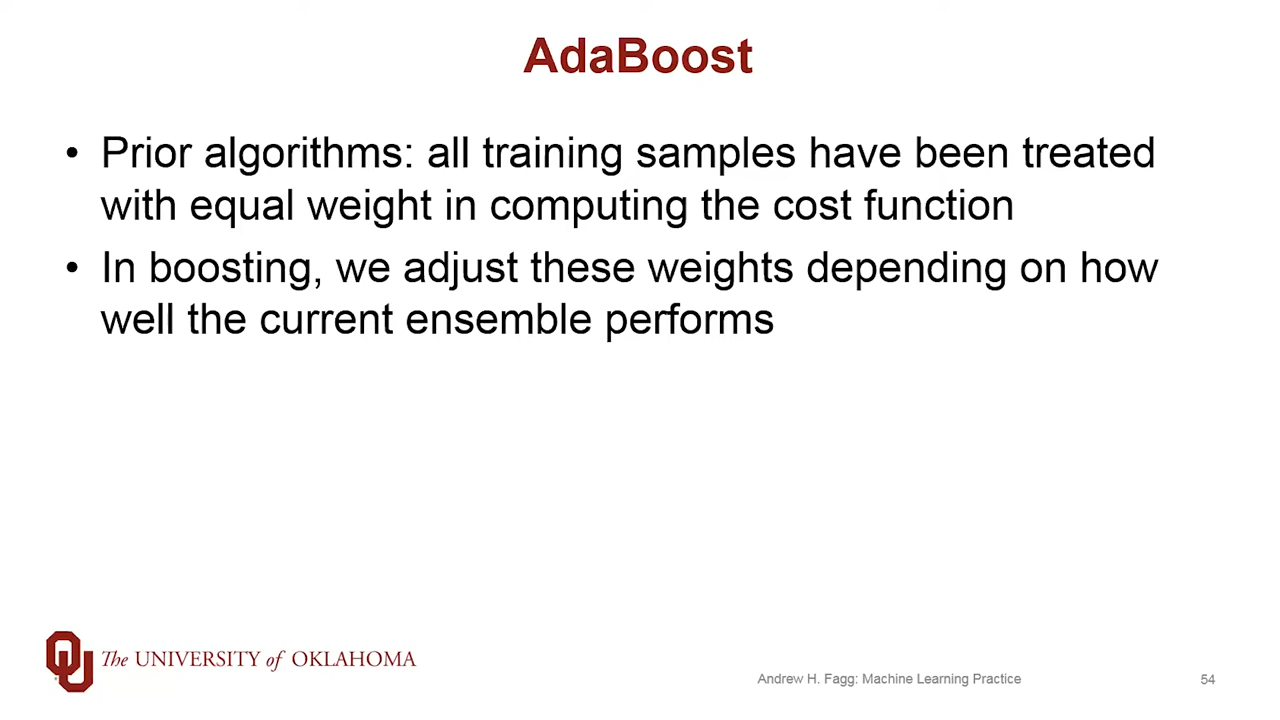 AdaBoost
• Prior algorithms: all training samples have been treated
with equal weight in computing the cost function
• In boosting, we adjust these weights depending on how
well the current ensemble performs
The UNIVERSITY of OKLAHOMA
Andrew H. Fagg: Machine Learning Practice
54